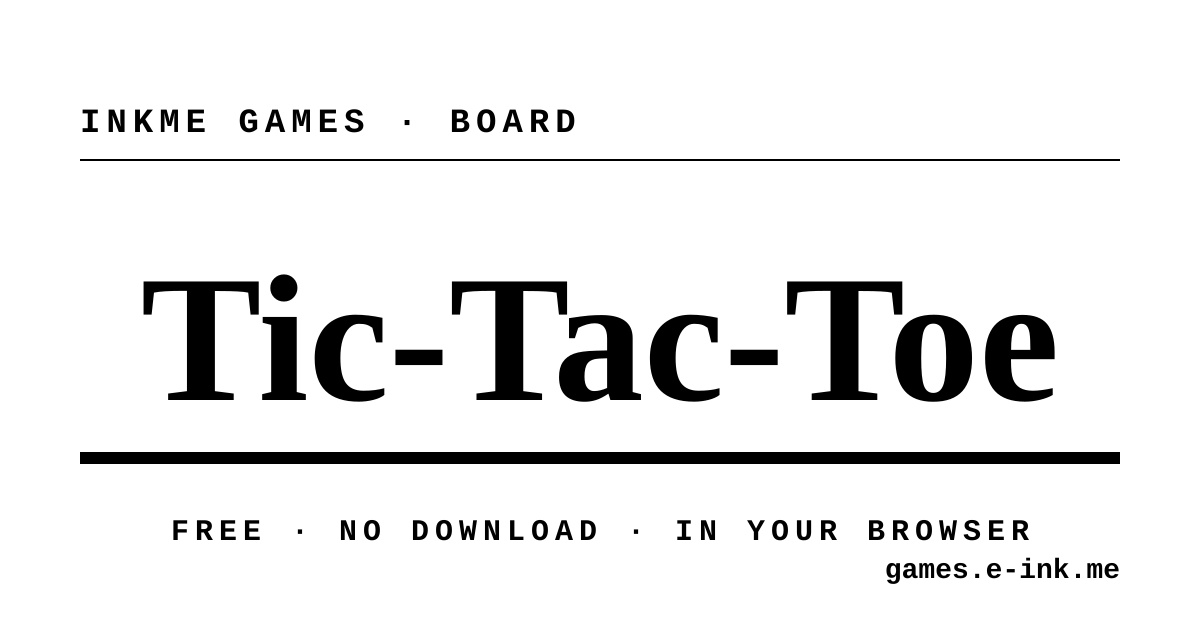 INKME GAMES · BOARD
Tic-Tac-Toe
FREE · NO DOWNLOAD · IN YOUR BROWSER
games.e-ink.me